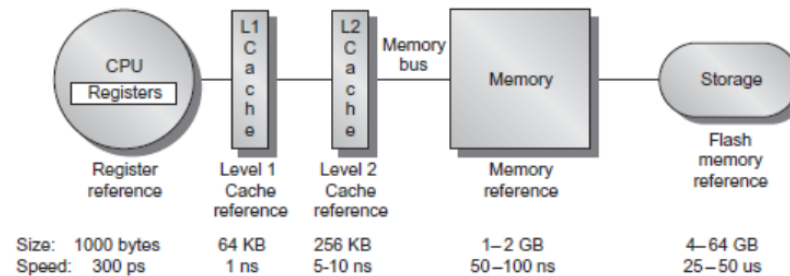 CPU
Registers
L1
Cache
L2
Cache
Memory
bus
Memory
Storage
Register
reference
Level 1
Cache
reference
Level 2
Cache
reference
Memory
reference
Flash
memory
reference
Size: 1000 bytes 64 KB 256 KB 1–2 GB 4–64 GB
Speed: 300 ps 1 ns 5-10 ns 50–100 ns 25–50 us